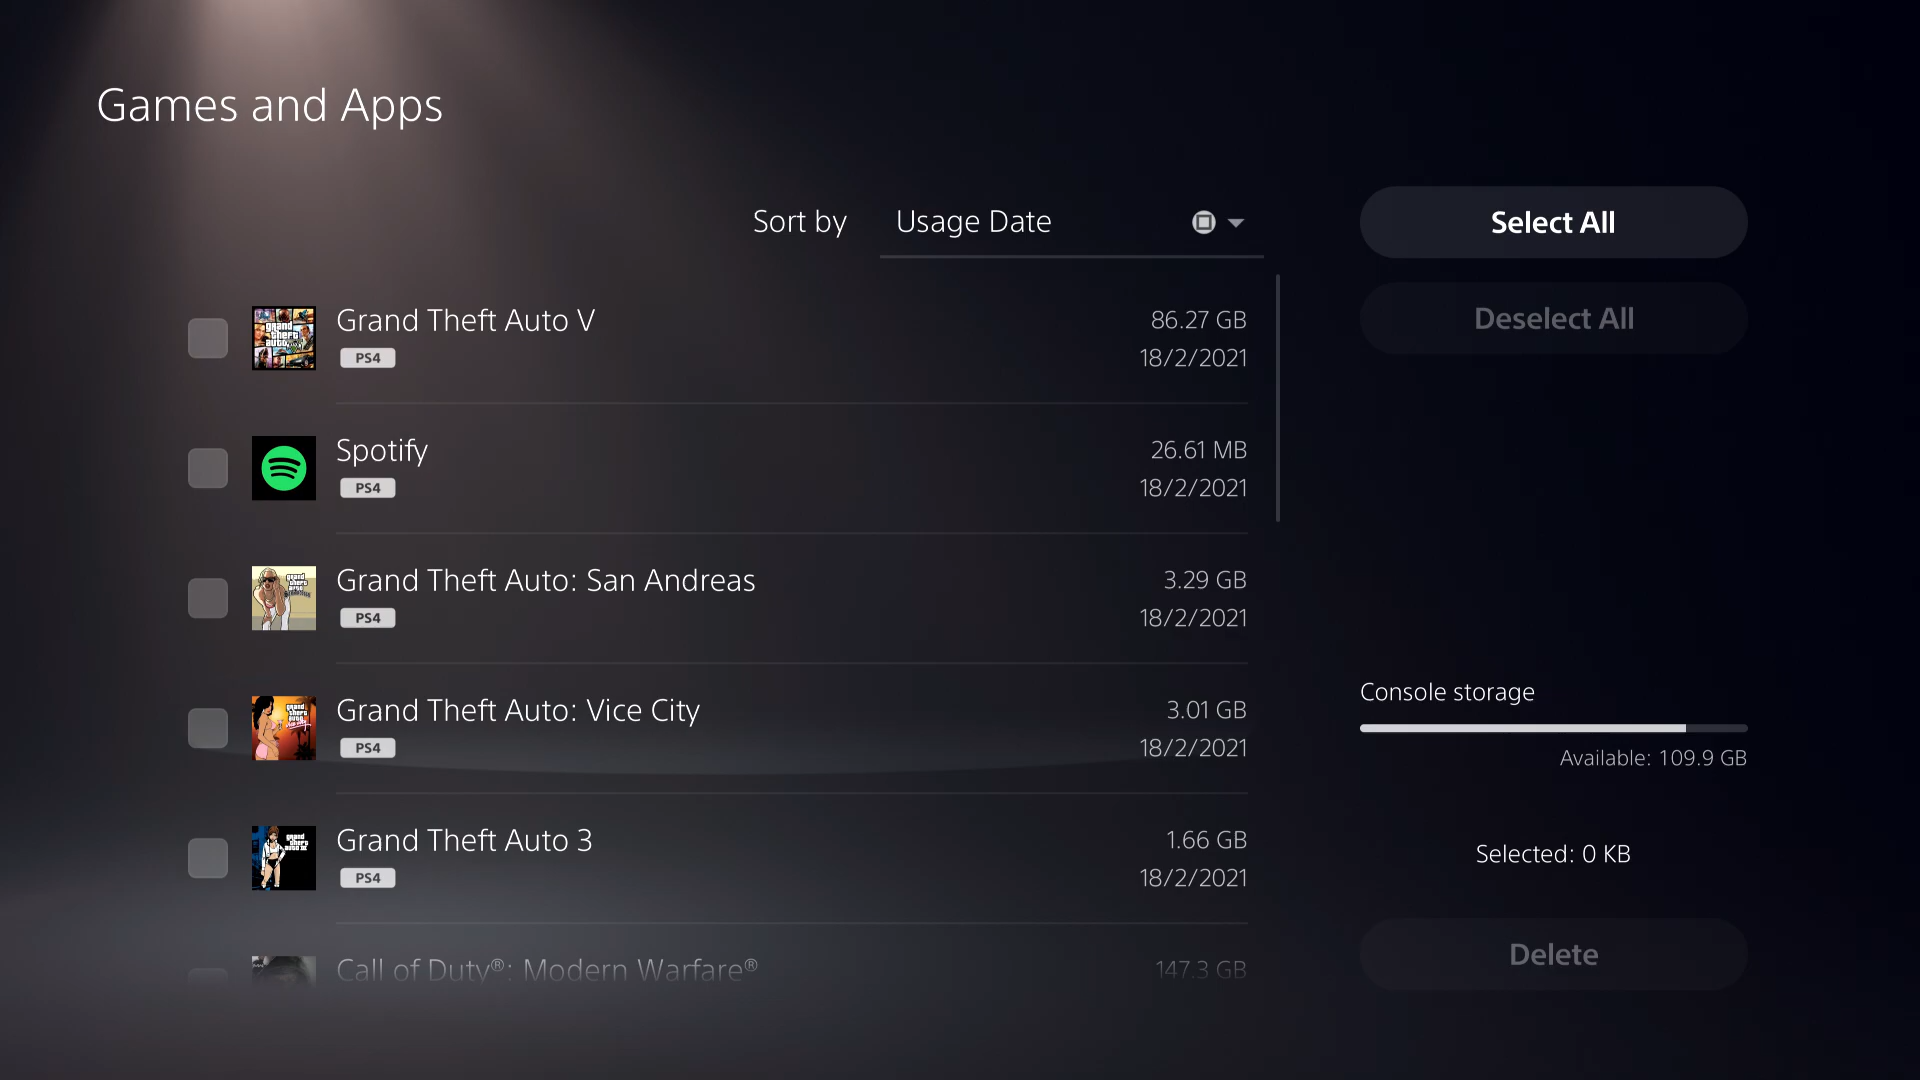 Games and Apps
Sort by Usage Date
Select All
Deselect All
Grand Theft Auto V
86.27 GB
PS4
18/2/2021
Spotify
26.61 MB
PS4
18/2/2021
Grand Theft Auto: San Andreas
3.29 GB
PS4
18/2/2021
Grand Theft Auto: Vice City
3.01 GB
PS4
18/2/2021
Grand Theft Auto 3
1.66 GB
PS4
18/2/2021
Call of Duty®: Modern Warfare®
147.3 GB
Console storage
Available: 109.9 GB
Selected: 0 KB
Delete